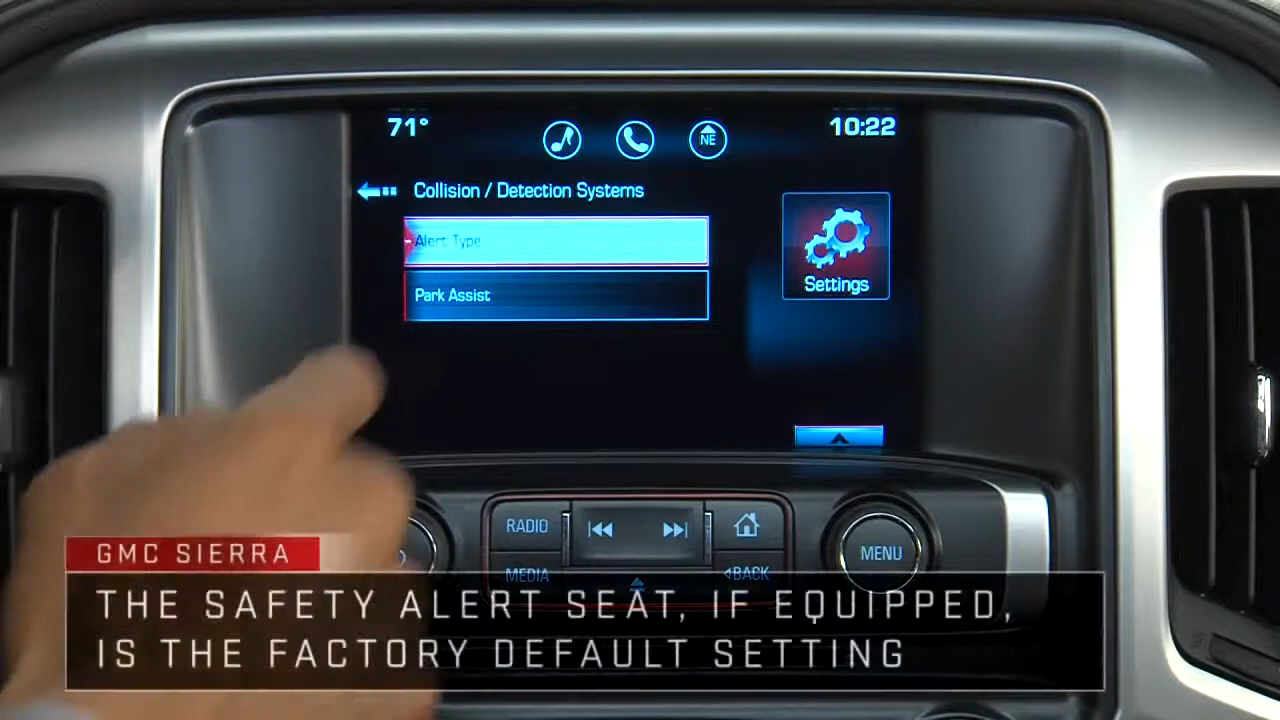 71°
NE
10:22
Collision / Detection Systems
Alert Type
Park Assist
Settings
RADIO
MEDIA
BACK
MENU
GMC SIERRA
THE SAFETY ALERT SEAT, IF EQUIPPED,
IS THE FACTORY DEFAULT SETTING